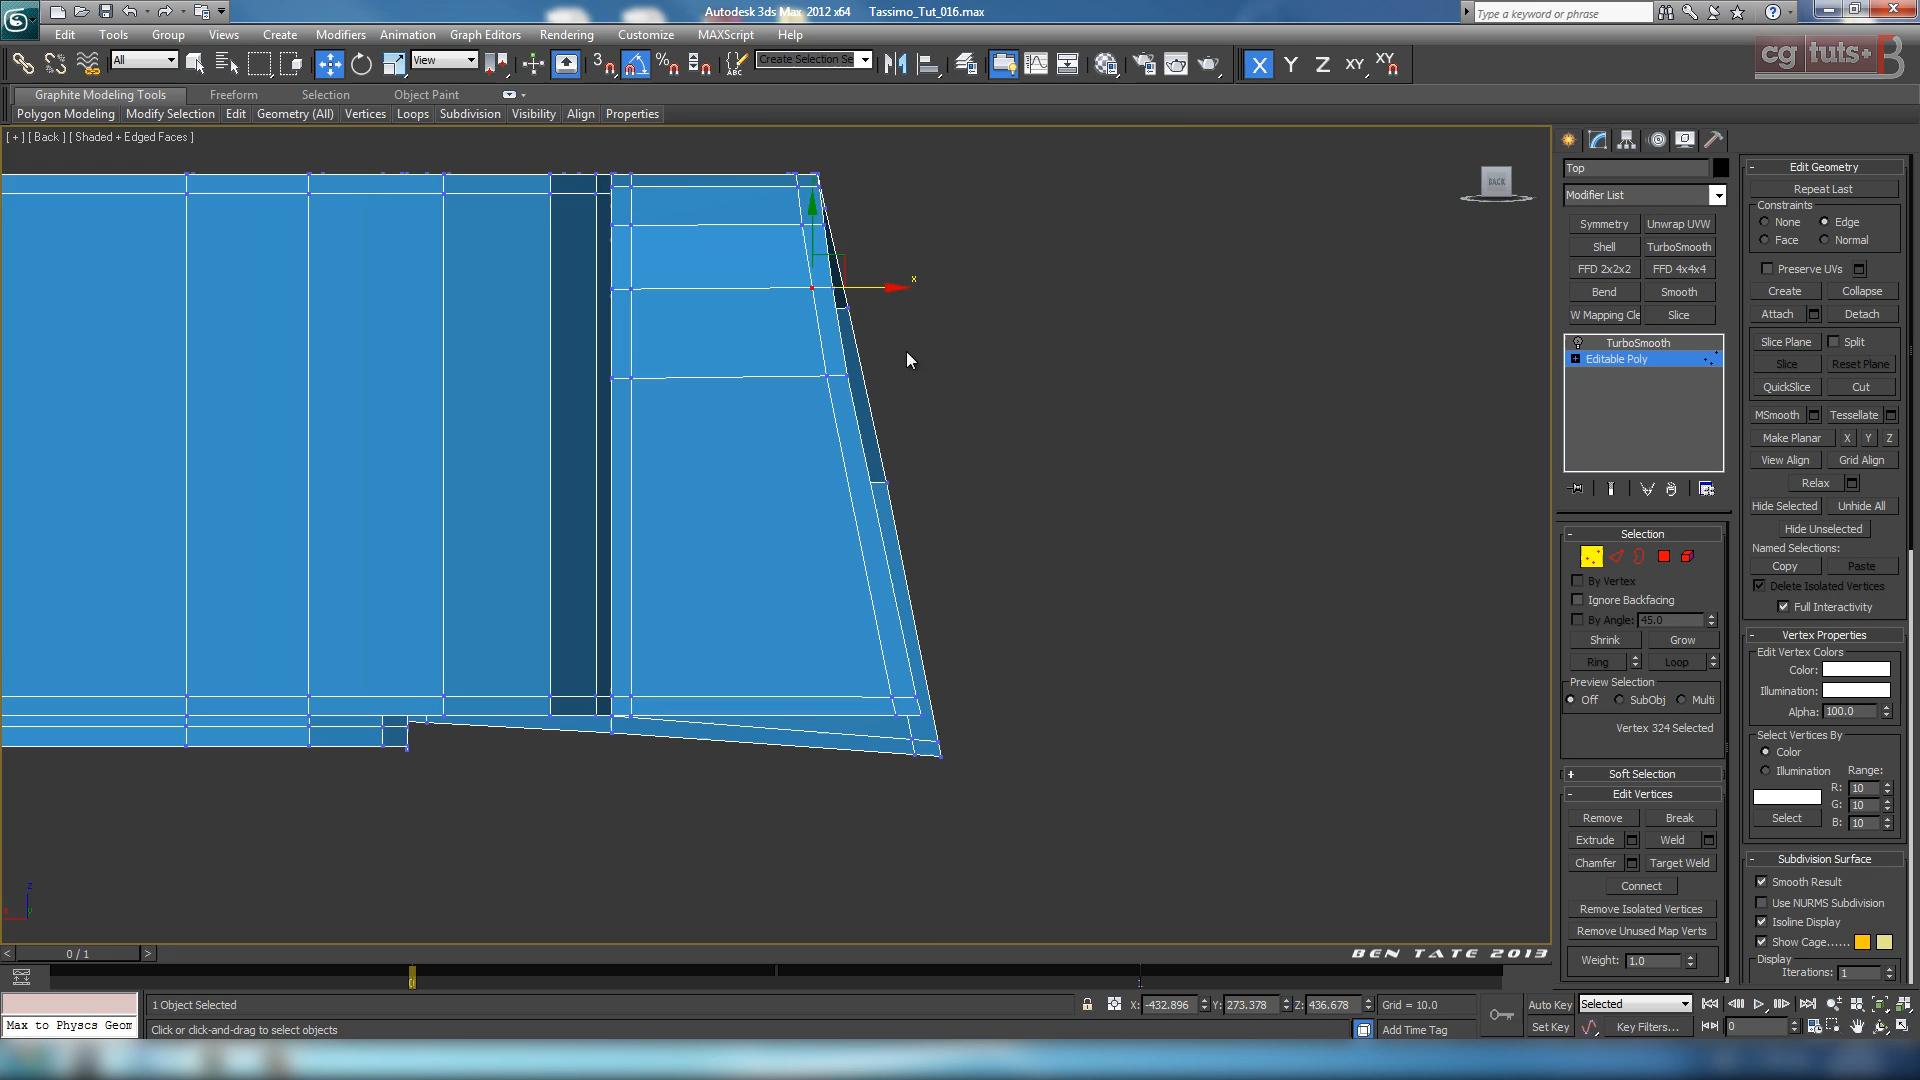 Autodesk 3ds Max 2012 x64 Tassimo_Tut_016.max
Type a keyword or phrase
Edit Tools Group Views Create Modifiers Animation Graph Editors Rendering Customize MAXScript Help
All View Create Selection Se X Y Z XY XY
cg tuts+
Graphite Modeling Tools Freeform Selection Object Paint
Polygon Modeling Modify Selection Edit Geometry (All) Vertices Loops Subdivision Visibility Align Properties
[ + ] [ Back ] [ Shaded + Edged Faces ]
BACK
x
z
x y
Top
Modifier List
Symmetry Unwrap UVW
Shell TurboSmooth
FFD 2x2x2 FFD 4x4x4
Bend Smooth
W Mapping Cle Slice
TurboSmooth
Editable Poly
Selection
By Vertex
Ignore Backfacing
By Angle: 45.0
Shrink Grow
Ring Loop
Preview Selection
Off SubObj Multi
Vertex 324 Selected
Soft Selection
Edit Vertices
Remove Break
Extrude Weld
Chamfer Target Weld
Connect
Remove Isolated Vertices
Remove Unused Map Verts
Weight: 1.0
Edit Geometry
Repeat Last
Constraints
None Edge
Face Normal
Preserve UVs
Create Collapse
Attach Detach
Slice Plane Split
Slice Reset Plane
QuickSlice Cut
MSmooth Tessellate
Make Planar X Y Z
View Align Grid Align
Relax
Hide Selected Unhide All
Hide Unselected
Named Selections:
Copy Paste
Delete Isolated Vertices
Full Interactivity
Vertex Properties
Edit Vertex Colors
Color:
Illumination:
Alpha: 100.0
Select Vertices By
Color
Illumination Range:
R: 10
G: 10
Select B: 10
Subdivision Surface
Smooth Result
Use NURMS Subdivision
Isoline Display
Show Cage......
Display
Iterations: 1
< 0 / 1 >
BEN TATE 2013
0 1
1 Object Selected X: -432.896 Y: 273.378 Z: 436.678 Grid = 10.0 Auto Key Selected
Max to Physcs Geom Click or click-and-drag to select objects Add Time Tag Set Key Key Filters... 0